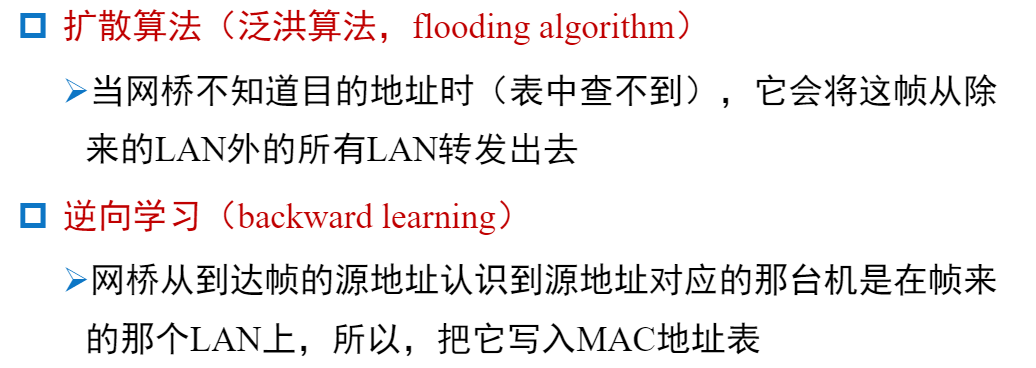 扩散算法（泛洪算法，flooding algorithm）
当网桥不知道目的地址时（表中查不到），它会将这帧从除
来的LAN外的所有LAN转发出去
逆向学习（backward learning）
网桥从到达帧的源地址认识到源地址对应的那台机是在帧来
的那个LAN上，所以，把它写入MAC地址表